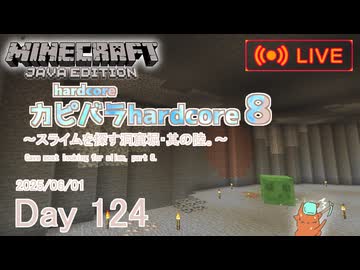 MINECRAFT
JAVA EDITION
LIVE
hardcore
カピバラhardcore 8
～スライムを探す洞窟堀・其の陸。～
Cave moat looking for slime, part 6.
2025/06/01
Day 124